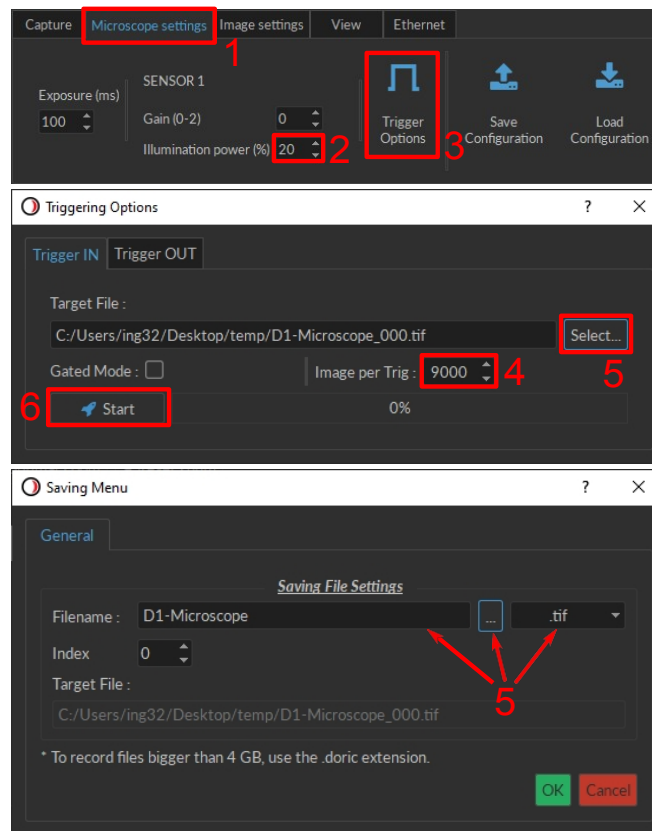 Capture Microscope settings Image settings View Ethernet
1
Exposure (ms)
100
SENSOR 1
Gain (0-2) 0
Illumination power (%) 20 2
Trigger
Options
3
Save
Configuration
Load
Configuration
Triggering Options ? X
Trigger IN Trigger OUT
Target File :
C:/Users/ing32/Desktop/temp/D1-Microscope_000.tif Select...
Gated Mode : Image per Trig : 9000 4 5
6 Start 0%
Saving Menu ? X
General
Saving File Settings
Filename : D1-Microscope ... .tif
Index 0
5
Target File :
C:/Users/ing32/Desktop/temp/D1-Microscope_000.tif
* To record files bigger than 4 GB, use the .doric extension.
OK Cancel